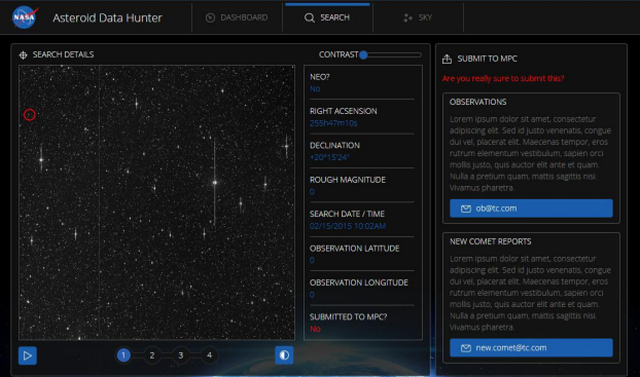 NASA
Asteroid Data Hunter
DASHBOARD
SEARCH
SKY
SEARCH DETAILS
CONTRAST
NEO?
No
RIGHT ACSENSION
255h47m10s
DECLINATION
+20°15'24"
ROUGH MAGNITUDE
0
SEARCH DATE / TIME
02/15/2015 10:02AM
OBSERVATION LATITUDE
0
OBSERVATION LONGITUDE
0
SUBMITTED TO MPC?
No
1 2 3 4
SUBMIT TO MPC
Are you really sure to submit this?
OBSERVATIONS
Lorem ipsum dolor sit amet, consectetur
adipiscing elit. Sed id justo venenatis, congue
dui vel, placerat elit. Maecenas tempor, eros
rutrum elementum vestibulum, sapien orci
mollis justo, quis auctor elit ante et quam.
Nulla a pretium quam, mattis sagittis nisi.
Vivamus pharetra.
ob@tc.com
NEW COMET REPORTS
Lorem ipsum dolor sit amet, consectetur
adipiscing elit. Sed id justo venenatis, congue
dui vel, placerat elit. Maecenas tempor, eros
rutrum elementum vestibulum, sapien orci
mollis justo, quis auctor elit ante et quam.
Nulla a pretium quam, mattis sagittis nisi.
Vivamus pharetra.
new.comet@tc.com